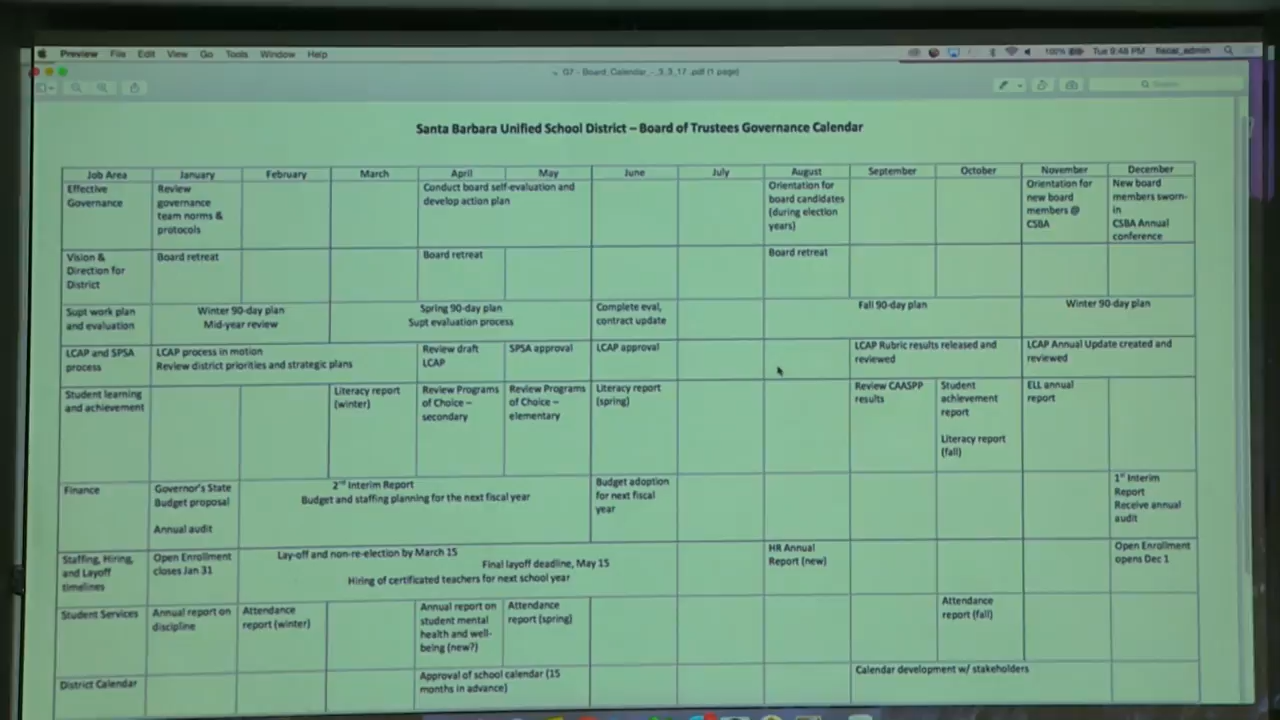 Preview File Edit View Go Tools Window Help
100% Tue 9:48 PM fiscal_admin
G7 - Board_Calendar_-_3_3_17 .pdf (1 page)
Search
Santa Barbara Unified School District – Board of Trustees Governance Calendar
Job Area January February March April May June July August September October November December
Effective
Governance
Review
governance
team norms &
protocols
Conduct board self-evaluation and
develop action plan
Orientation for
board candidates
(during election
years)
Orientation for
new board
members @
CSBA
New board
members sworn-
in
CSBA Annual
conference
Vision &
Direction for
District
Board retreat
Board retreat
Board retreat
Supt work plan
and evaluation
Winter 90-day plan
Mid-year review
Spring 90-day plan
Supt evaluation process
Complete eval,
contract update
Fall 90-day plan
Winter 90-day plan
LCAP and SPSA
process
LCAP process in motion
Review district priorities and strategic plans
Review draft
LCAP
SPSA approval
LCAP approval
LCAP Rubric results released and
reviewed
LCAP Annual Update created and
reviewed
Student learning
and achievement
Literacy report
(winter)
Review Programs
of Choice –
secondary
Review Programs
of Choice –
elementary
Literacy report
(spring)
Review CAASPP
results
Student
achievement
report
Literacy report
(fall)
ELL annual
report
Finance
Governor's State
Budget proposal
Annual audit
2nd Interim Report
Budget and staffing planning for the next fiscal year
Budget adoption
for next fiscal
year
1st Interim
Report
Receive annual
audit
Staffing, Hiring,
and Layoff
timelines
Open Enrollment
closes Jan 31
Lay-off and non-re-election by March 15
Final layoff deadline, May 15
Hiring of certificated teachers for next school year
HR Annual
Report (new)
Open Enrollment
opens Dec 1
Student Services
Annual report on
discipline
Attendance
report (winter)
Annual report on
student mental
health and well-
being (new?)
Attendance
report (spring)
Attendance
report (fall)
District Calendar
Approval of school calendar (15
months in advance)
Calendar development w/ stakeholders